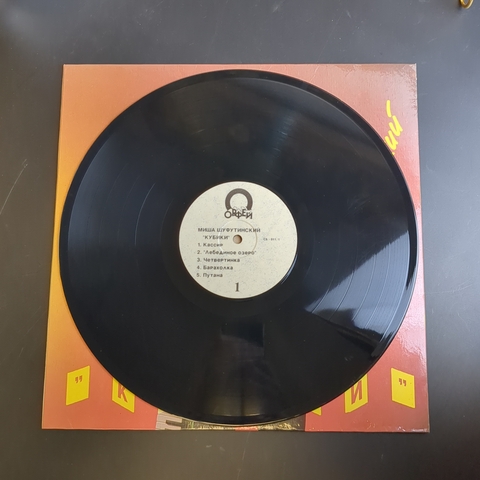 ОРФЕЙ
МИША ШУФУТИНСКИЙ
"КУБИКИ"
1. Кассир
2. "Лебединое озеро"
3. Четвертинка
4. Барахолка
5. Путана
1
" К И "